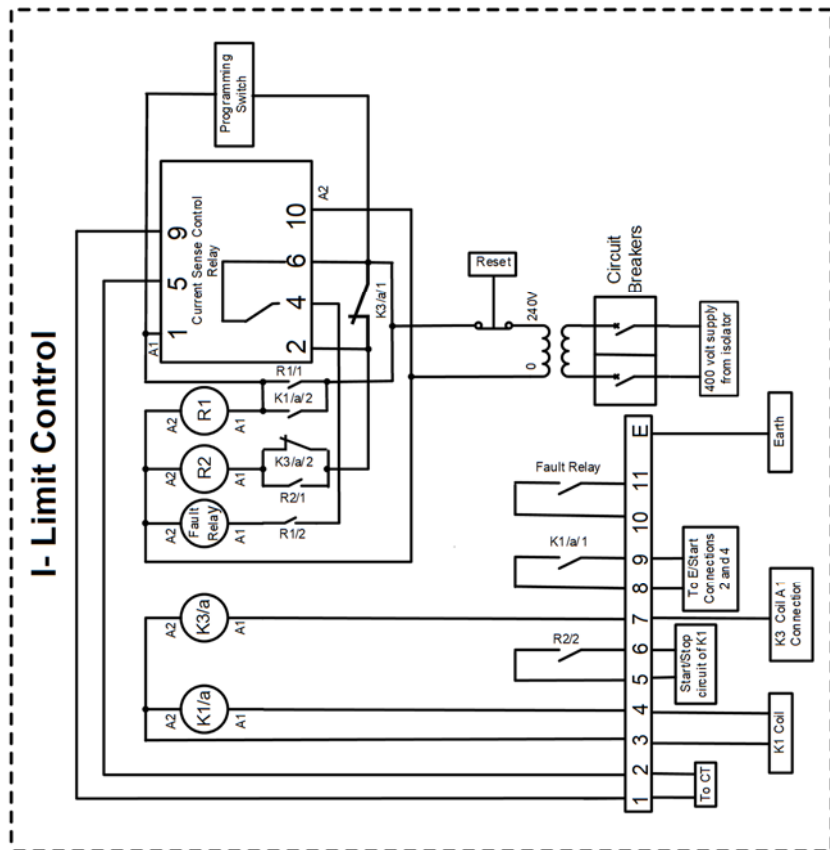 I- Limit Control
Programming
Switch
9
5
1
Current Sense Control
Relay
10
6
4
2
A1
A2
K3/a/1
R1
A2
A1
R1/1
K1/a/2
R2
A2
A1
K3/a/2
R2/1
Fault
Relay
A2
A1
R1/2
Reset
240V
0
Circuit
Breakers
400 volt supply
from isolator
K3/a
A2
A1
K1/a
A2
A1
Fault Relay
K1/a/1
R2/2
1
2
3
4
5
6
7
8
9
10
11
E
To CT
K1 Coil
Start/Stop
circuit of K1
K3 Coil A1
Connection
To E/Start
Connections
2 and 4
Earth